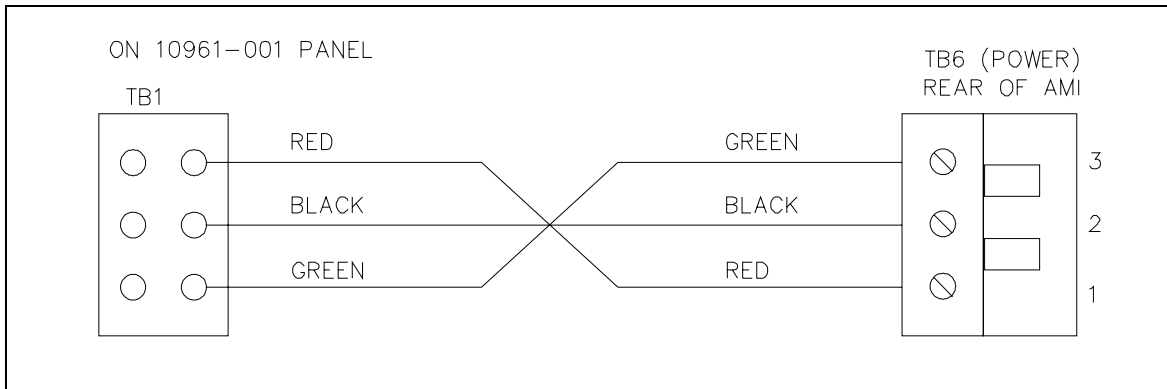 ON 10961-001 PANEL
TB1
TB6 (POWER)
REAR OF AMI
RED
GREEN
3
BLACK
BLACK
2
GREEN
RED
1